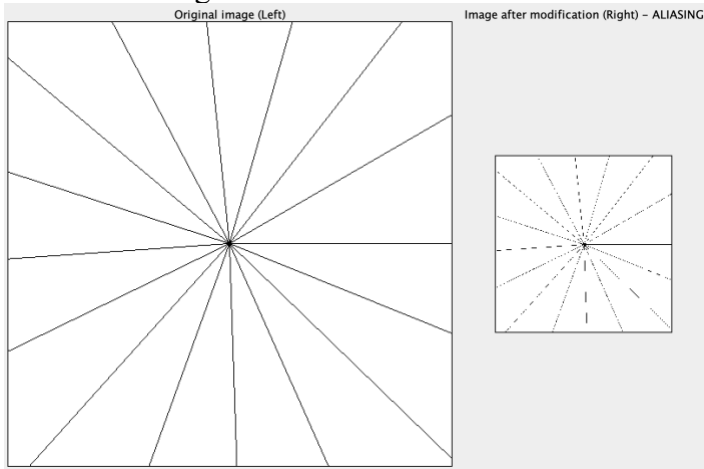 Original image (Left)
Image after modification (Right) – ALIASING